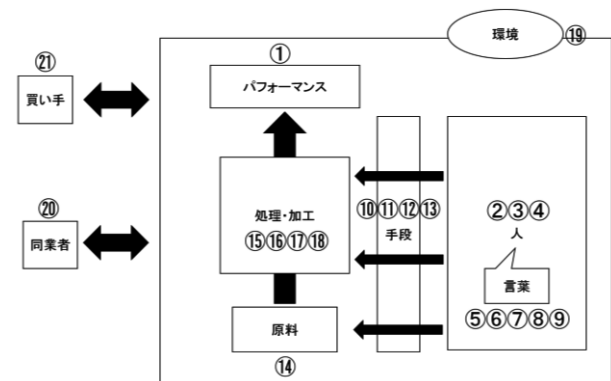 環境
⑲
①
パフォーマンス
㉑
買い手
⑳
同業者
処理・加工
⑮⑯⑰⑱
⑩⑪⑫⑬
手段
②③④
人
言葉
⑤⑥⑦⑧⑨
原料
⑭